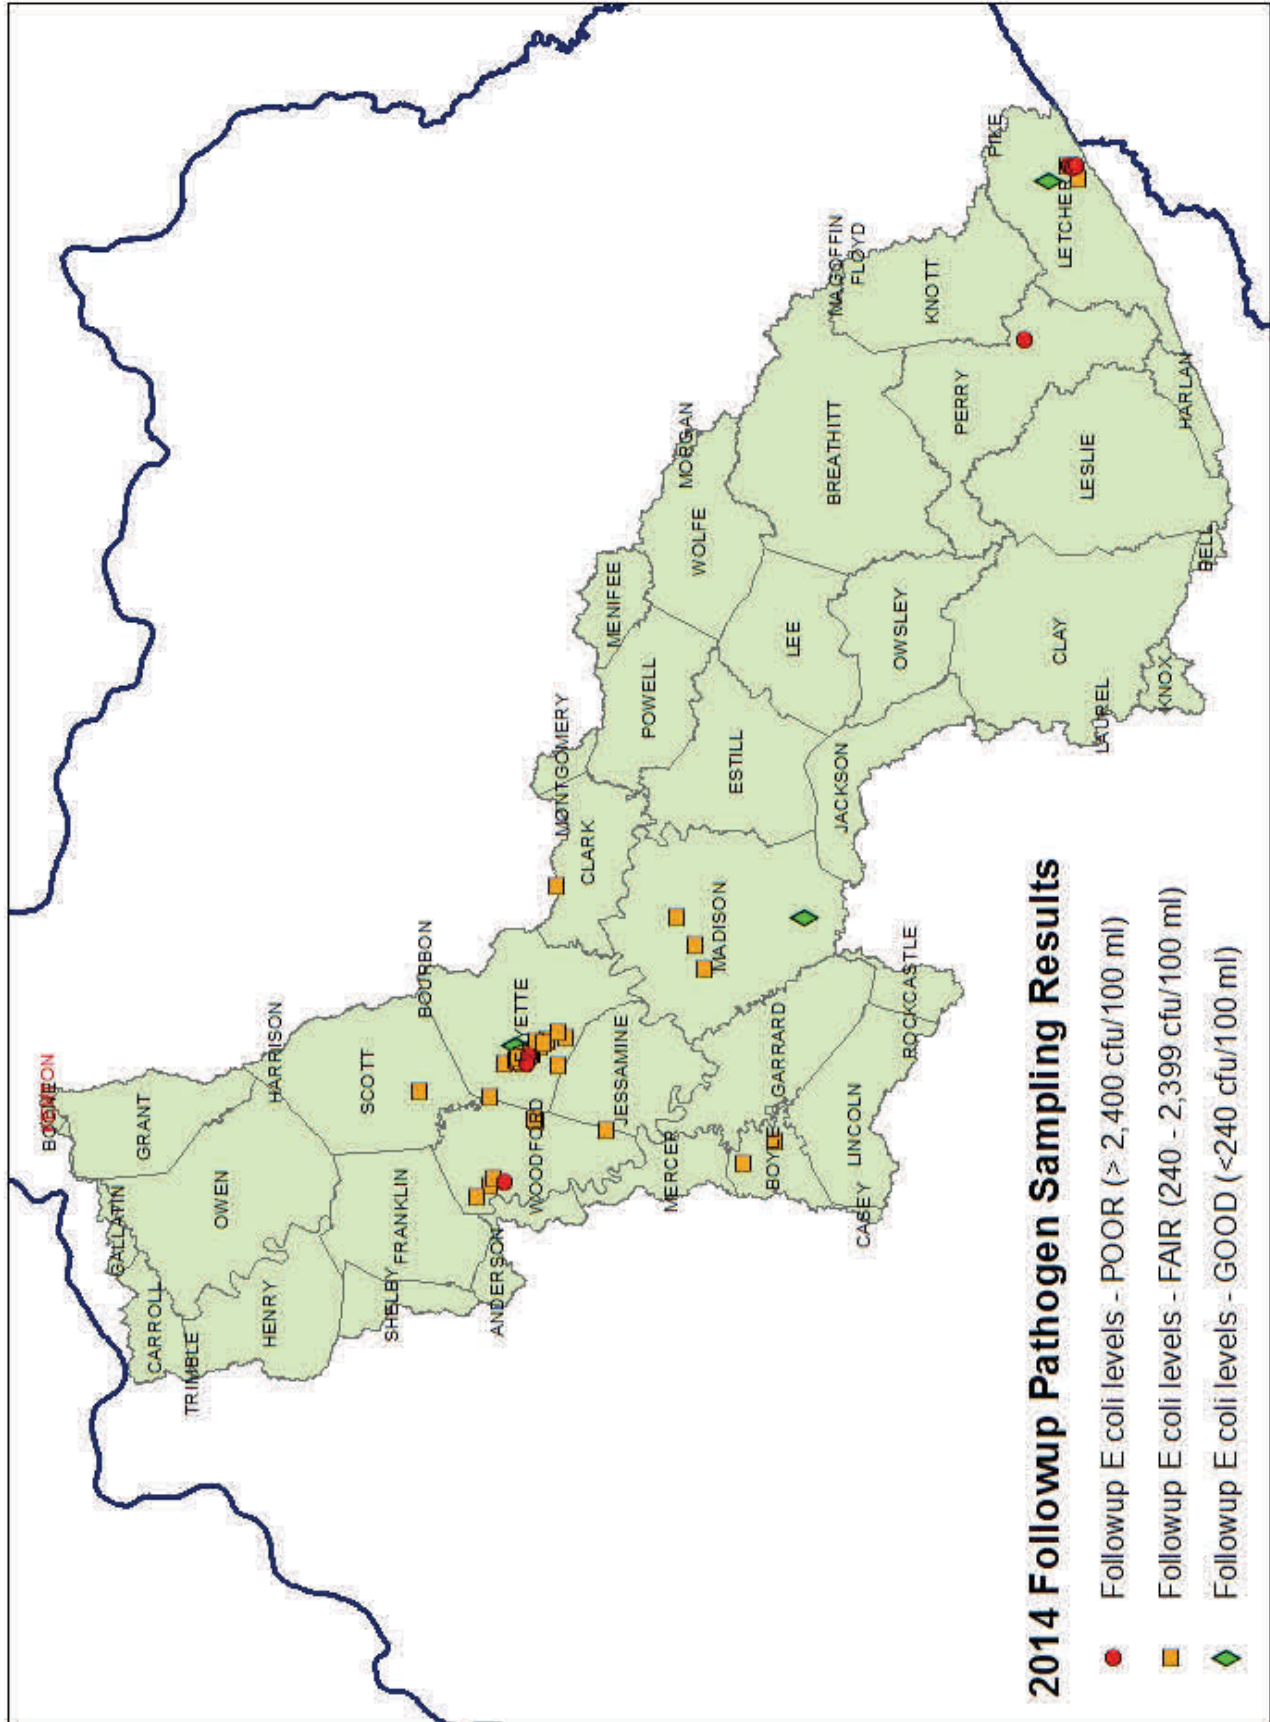 GALLATIN
GRANT
CARROLL
TRIMBLE
OWEN
HENRY
HARRISON
SCOTT
SHELBY
FRANKLIN
BOURBON
ANDERSON
WOODFORD
MONTGOMERY
CLARK
MENIFEE
JESSAMINE
POWELL
MERCER
MORGAN
WOLFE
MADISON
ESTILL
BOYLE
GARRARD
LEE
BREATHITT
MAGOFFIN
FLOYD
JACKSON
CASEY
LINCOLN
OWSLEY
ROCKCASTLE
KNOTT
PERRY
PIKE
CLAY
LETCHER
LESLIE
LAUREL
KNOX
HARLAN
BELL
2014 Followup Pathogen Sampling Results
Followup E coli levels - POOR (> 2,400 cfu/100 ml)
Followup E coli levels - FAIR (240 - 2,399 cfu/100 ml)
Followup E coli levels - GOOD (<240 cfu/100 ml)